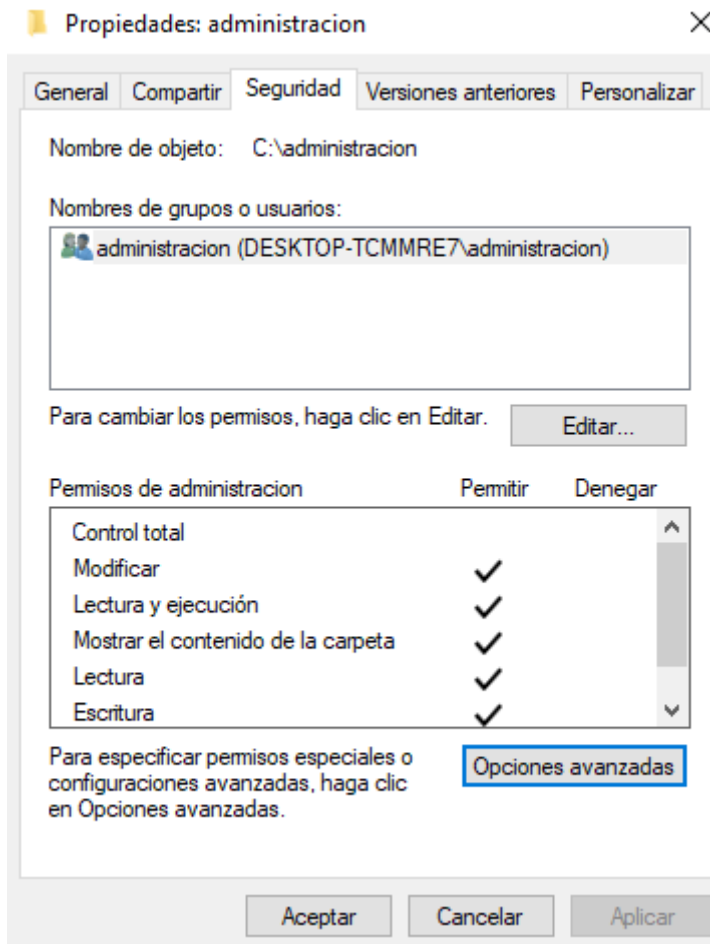 Propiedades: administracion
General Compartir Seguridad Versiones anteriores Personalizar
Nombre de objeto: C:\administracion
Nombres de grupos o usuarios:
administracion (DESKTOP-TCMMRE7\administracion)
Para cambiar los permisos, haga clic en Editar. Editar...
Permisos de administracion Permitir Denegar
Control total
Modificar
Lectura y ejecución
Mostrar el contenido de la carpeta
Lectura
Escritura
Para especificar permisos especiales o
configuraciones avanzadas, haga clic
en Opciones avanzadas.
Opciones avanzadas
Aceptar Cancelar Aplicar